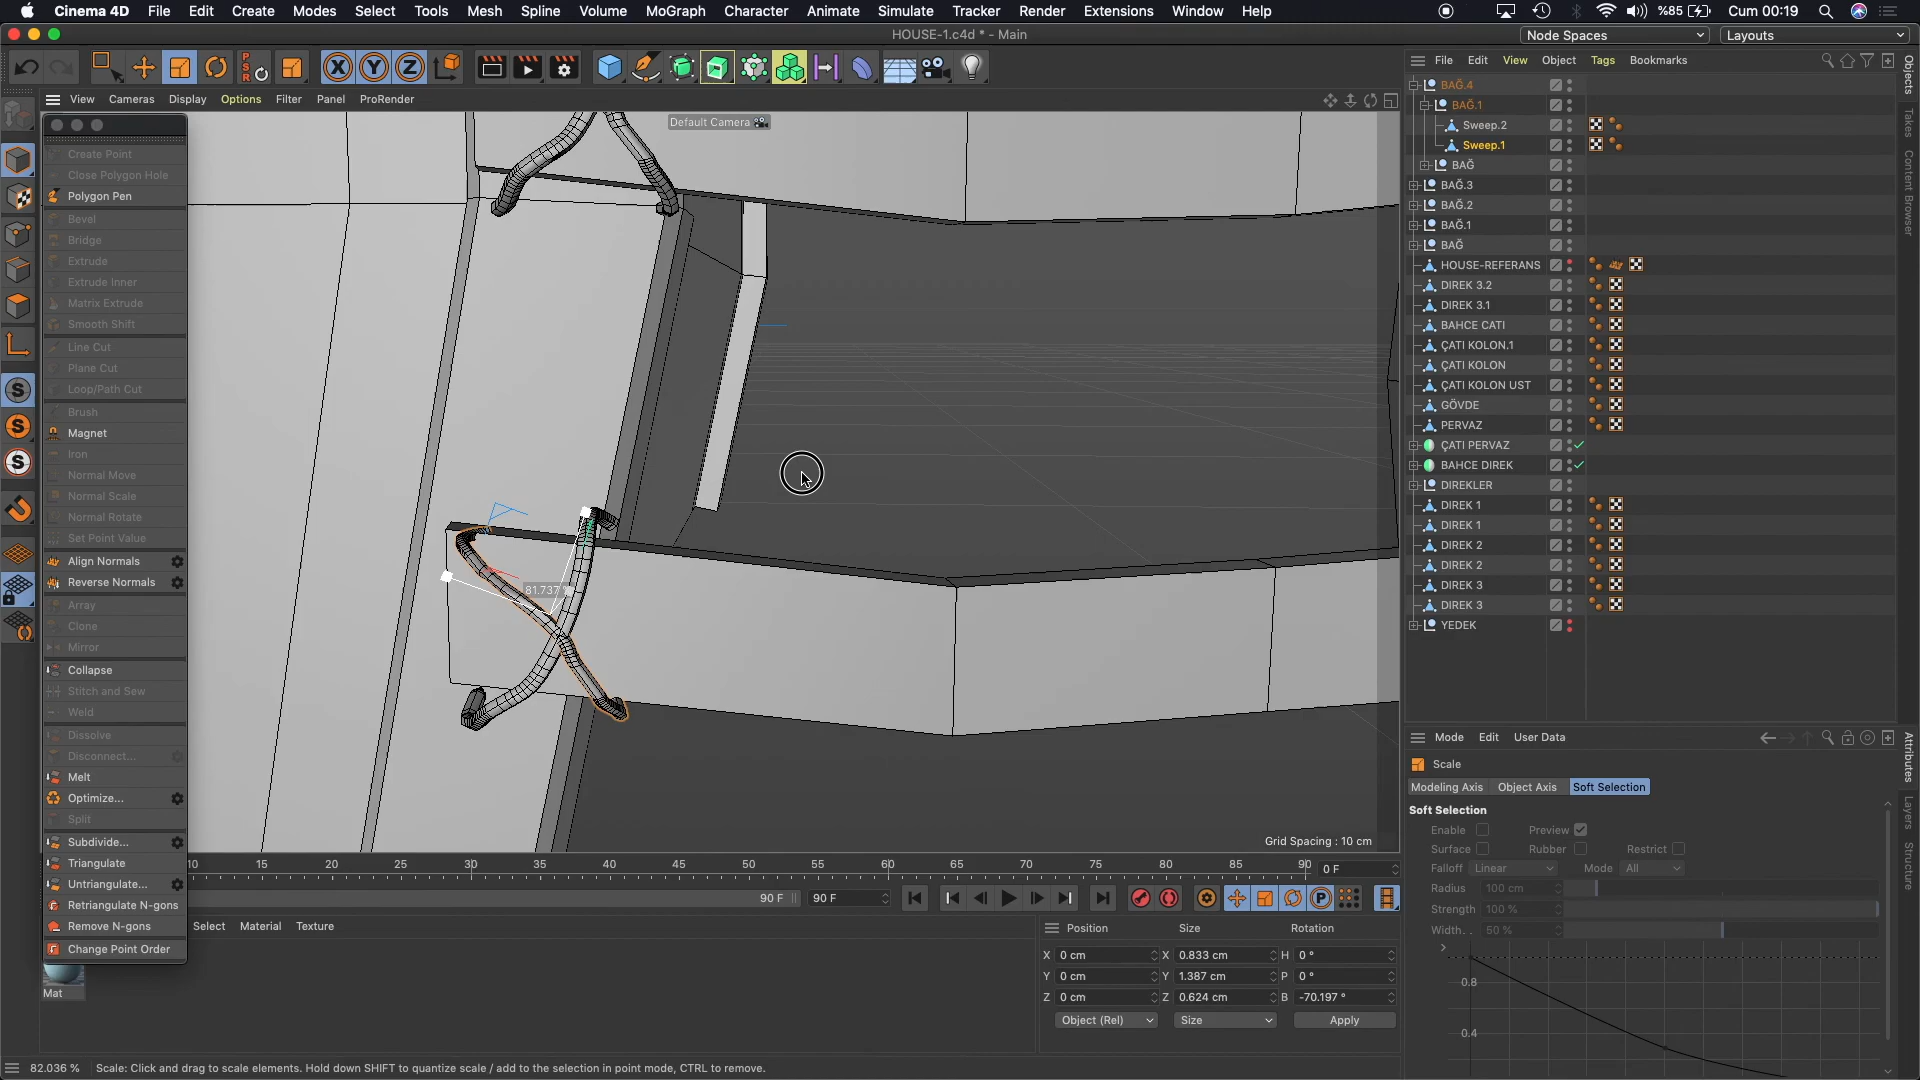 Cinema 4D File Edit Create Modes Select Tools Mesh Spline Volume MoGraph Character Animate Simulate Tracker Render Extensions Window Help %85 Cum 00:19
HOUSE-1.c4d * - Main
Node Spaces
Layouts
View Cameras Display Options Filter Panel ProRender
File Edit View Object Tags Bookmarks
Default Camera
Create Point
Close Polygon Hole
Polygon Pen
Bevel
Bridge
Extrude
Extrude Inner
Matrix Extrude
Smooth Shift
Line Cut
Plane Cut
Loop/Path Cut
Brush
Magnet
Iron
Normal Move
Normal Scale
Normal Rotate
Set Point Value
Align Normals
Reverse Normals
Array
Clone
Mirror
Collapse
Stitch and Sew
Weld
Dissolve
Disconnect...
Melt
Optimize...
Split
Subdivide...
Triangulate
Untriangulate...
Retriangulate N-gons
Remove N-gons
Change Point Order
81.737 %
Grid Spacing : 10 cm
BAĞ.4
BAĞ.1
Sweep.2
Sweep.1
BAĞ
BAĞ.3
BAĞ.2
BAĞ.1
BAĞ
HOUSE-REFERANS
DIREK 3.2
DIREK 3.1
BAHCE CATI
ÇATI KOLON.1
ÇATI KOLON
ÇATI KOLON UST
GÖVDE
PERVAZ
ÇATI PERVAZ
BAHCE DIREK
DIREKLER
DIREK 1
DIREK 1
DIREK 2
DIREK 2
DIREK 3
DIREK 3
YEDEK
Objects
Takes
Content Browser
Attributes
Layers
Structure
Mode Edit User Data
Scale
Modeling Axis Object Axis Soft Selection
Soft Selection
Enable Preview
Surface Rubber Restrict
Falloff Linear Mode All
Radius 100 cm
Strength 100 %
Width. . 50 %
0.8
0.4
10 15 20 25 30 35 40 45 50 55 60 65 70 75 80 85 90 0 F
90 F 90 F
Select Material Texture
Mat
Position Size Rotation
X 0 cm X 0.833 cm H 0 °
Y 0 cm Y 1.387 cm P 0 °
Z 0 cm Z 0.624 cm B -70.197 °
Object (Rel) Size Apply
82.036 % Scale: Click and drag to scale elements. Hold down SHIFT to quantize scale / add to the selection in point mode, CTRL to remove.